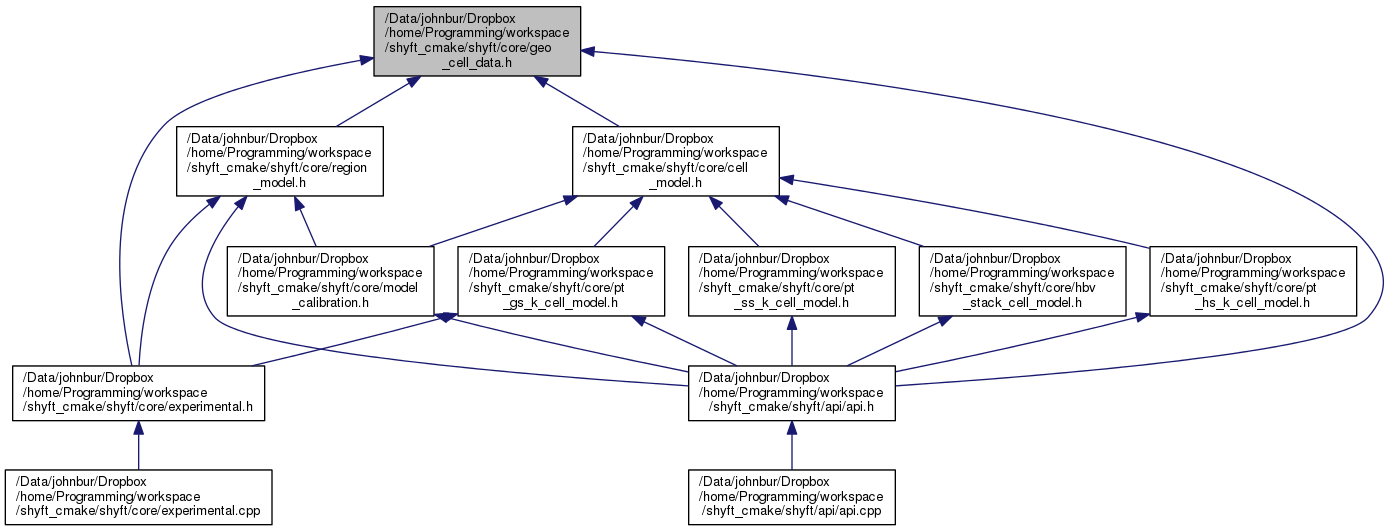 /Data/johnbur/Dropbox
/home/Programming/workspace
/shyft_cmake/shyft/core/geo
_cell_data.h
/Data/johnbur/Dropbox
/home/Programming/workspace
/shyft_cmake/shyft/core/region
_model.h
/Data/johnbur/Dropbox
/home/Programming/workspace
/shyft_cmake/shyft/core/cell
_model.h
/Data/johnbur/Dropbox
/home/Programming/workspace
/shyft_cmake/shyft/core/model
_calibration.h
/Data/johnbur/Dropbox
/home/Programming/workspace
/shyft_cmake/shyft/core/pt
_gs_k_cell_model.h
/Data/johnbur/Dropbox
/home/Programming/workspace
/shyft_cmake/shyft/core/pt
_ss_k_cell_model.h
/Data/johnbur/Dropbox
/home/Programming/workspace
/shyft_cmake/shyft/core/hbv
_stack_cell_model.h
/Data/johnbur/Dropbox
/home/Programming/workspace
/shyft_cmake/shyft/core/pt
_hs_k_cell_model.h
/Data/johnbur/Dropbox
/home/Programming/workspace
/shyft_cmake/shyft/core/experimental.h
/Data/johnbur/Dropbox
/home/Programming/workspace
/shyft_cmake/shyft/api/api.h
/Data/johnbur/Dropbox
/home/Programming/workspace
/shyft_cmake/shyft/core/experimental.cpp
/Data/johnbur/Dropbox
/home/Programming/workspace
/shyft_cmake/shyft/api/api.cpp